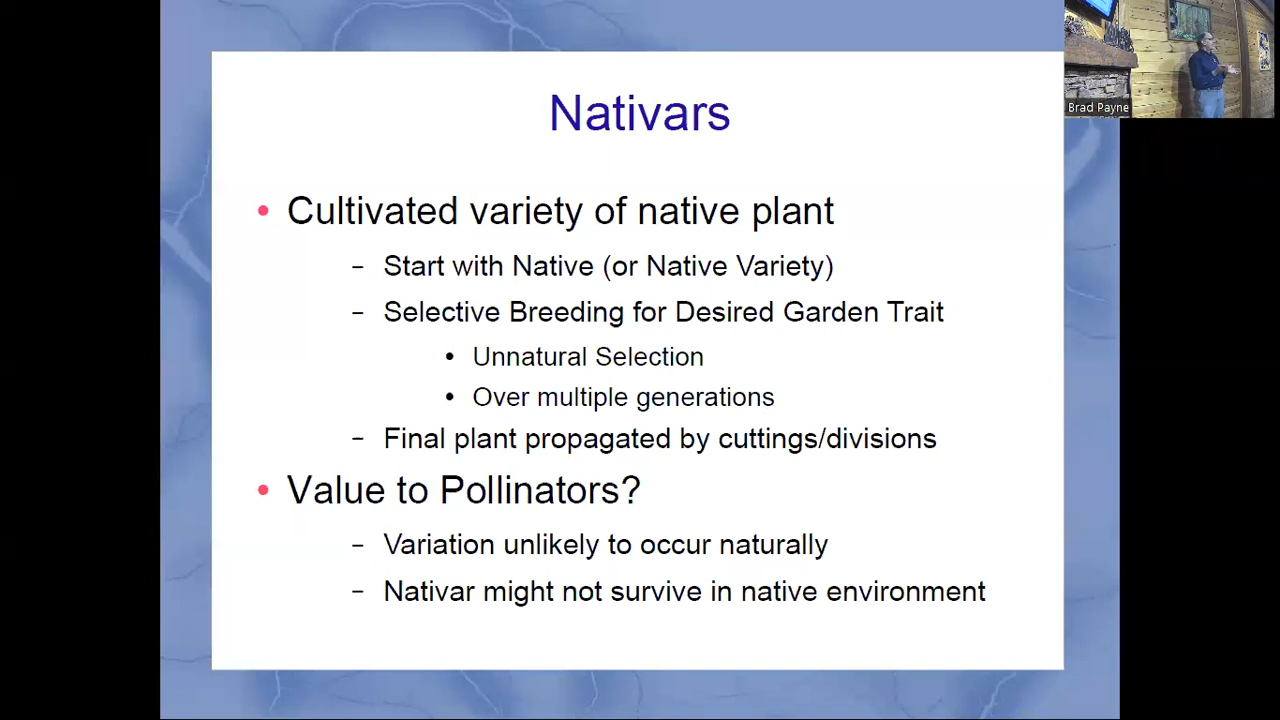 Nativars
• Cultivated variety of native plant
– Start with Native (or Native Variety)
– Selective Breeding for Desired Garden Trait
• Unnatural Selection
• Over multiple generations
– Final plant propagated by cuttings/divisions
• Value to Pollinators?
– Variation unlikely to occur naturally
– Nativar might not survive in native environment
Brad Payne